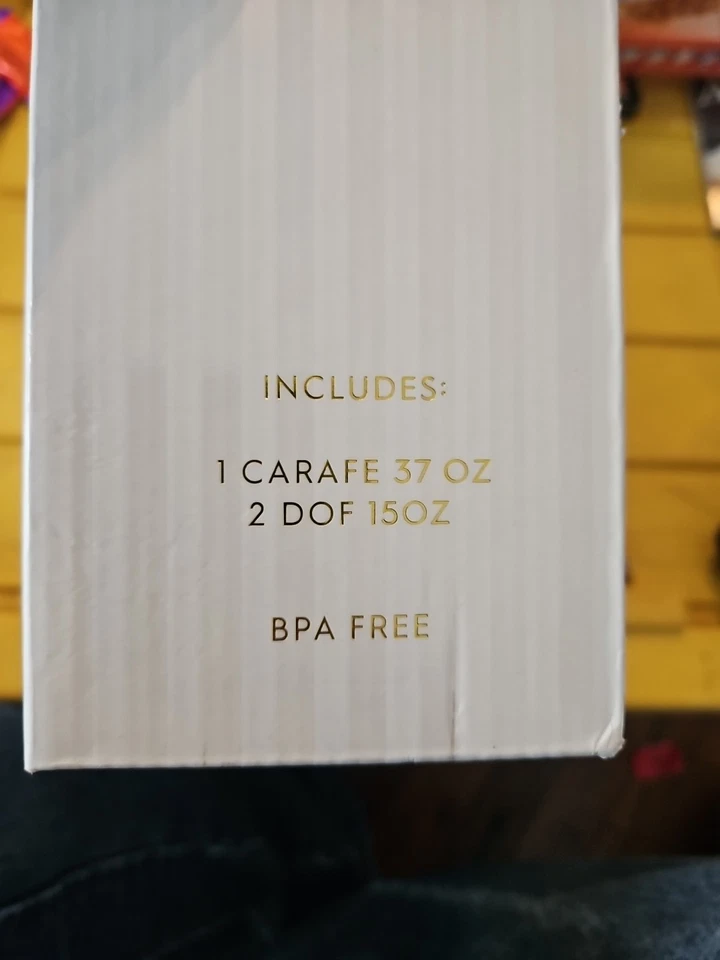 INCLUDES:
1 CARAFE 37 OZ
2 DOF 15OZ
BPA FREE